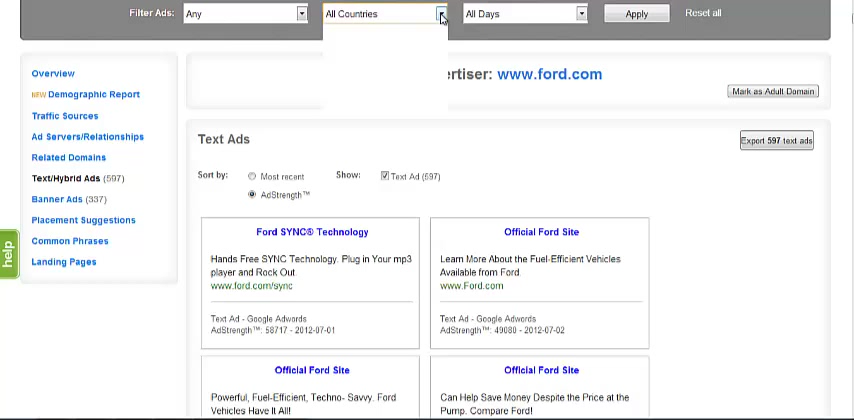 Filter Ads: Any All Countries All Days Apply Reset all
Overview
NEW Demographic Report
Traffic Sources
Ad Servers/Relationships
Related Domains
Text/Hybrid Ads (597)
Banner Ads (337)
Placement Suggestions
Common Phrases
Landing Pages
help
ertiser: www.ford.com
Mark as Adult Domain
Text Ads
Export 597 text ads
Sort by: Most recent Show: Text Ad (597)
AdStrength™
Ford SYNC® Technology
Hands Free SYNC Technology. Plug in Your mp3
player and Rock Out.
www.ford.com/sync
Text Ad - Google Adwords
AdStrength™: 58717 - 2012-07-01
Official Ford Site
Learn More About the Fuel-Efficient Vehicles
Available from Ford.
www.Ford.com
Text Ad - Google Adwords
AdStrength™: 49080 - 2012-07-02
Official Ford Site
Powerful, Fuel-Efficient, Techno- Savvy. Ford
Vehicles Have It All!
Official Ford Site
Can Help Save Money Despite the Price at the
Pump. Compare Ford!